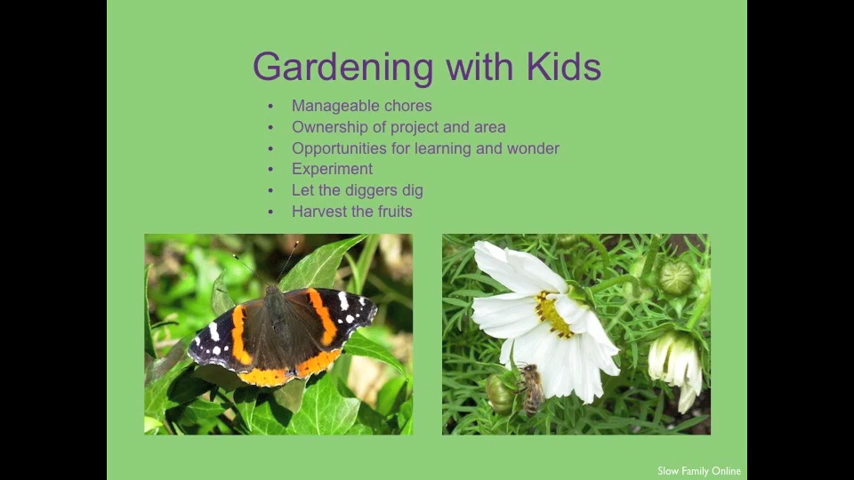 Gardening with Kids
• Manageable chores
• Ownership of project and area
• Opportunities for learning and wonder
• Experiment
• Let the diggers dig
• Harvest the fruits
Slow Family Online